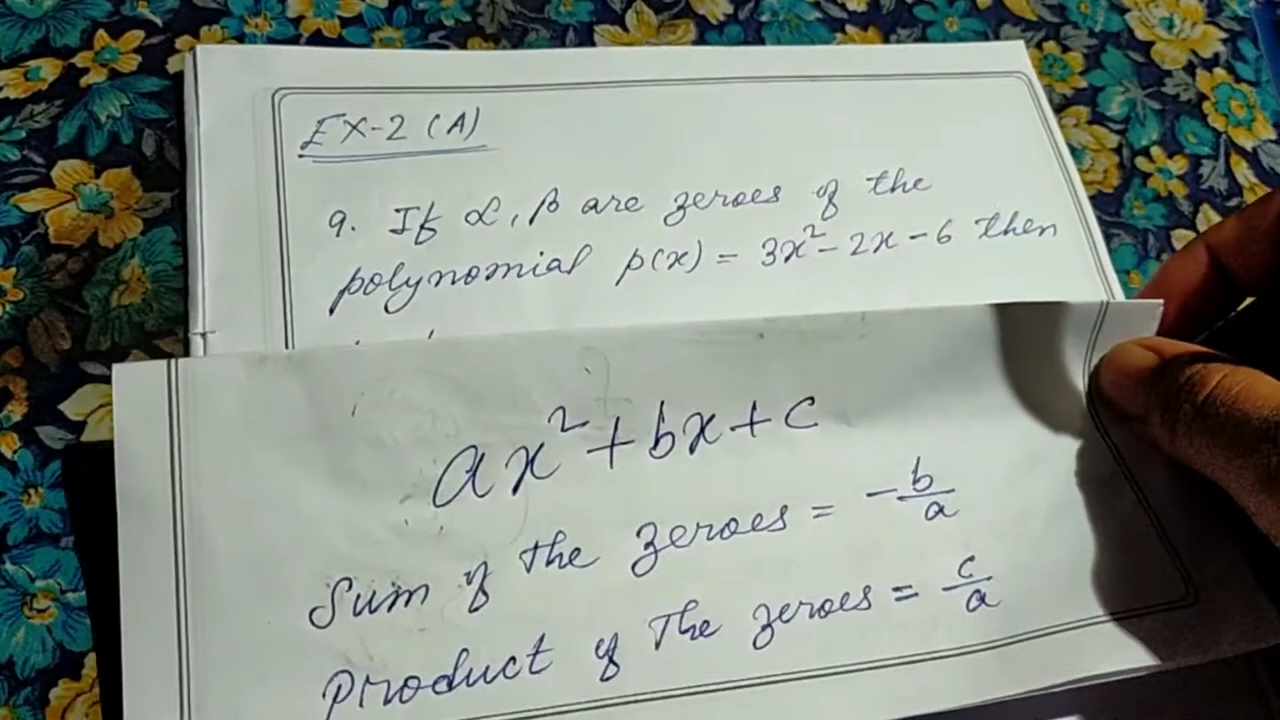 EX-2 (A)
9. If α, β are zeroes of the
polynomial p(x) = 3x² - 2x - 6 then
ax² + bx + c
Sum of the zeroes = - b/a
Product of The zeroes = c/a